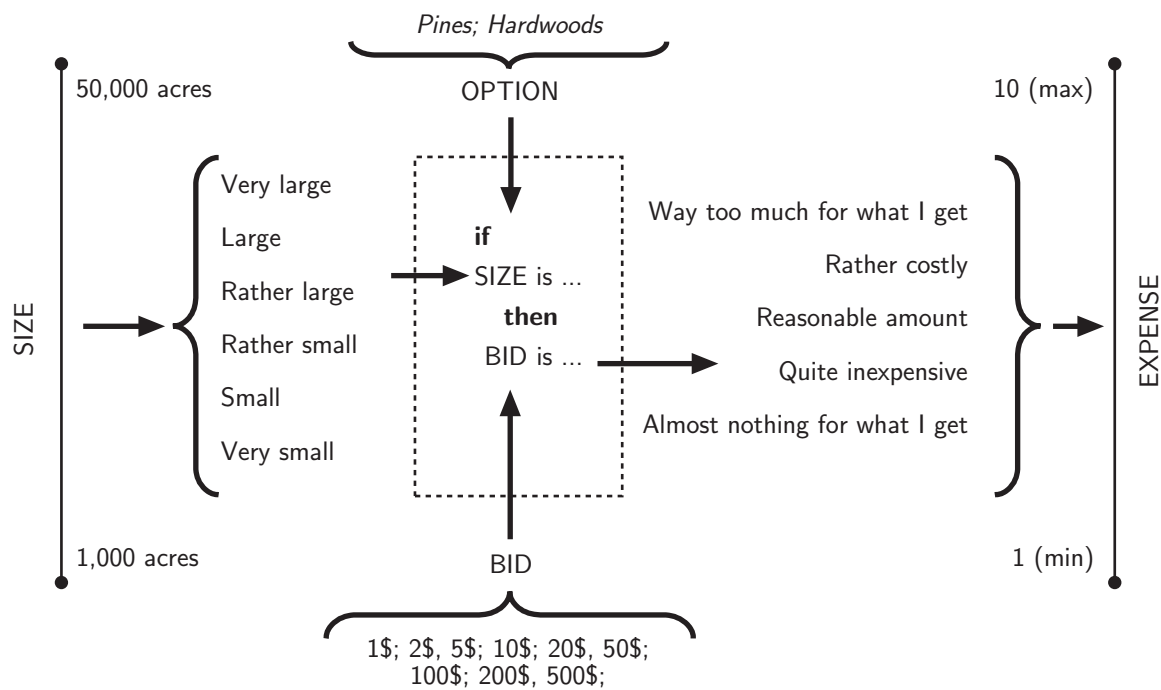 Pines; Hardwoods
OPTION
50,000 acres
10 (max)
SIZE
Very large
Large
Rather large
Rather small
Small
Very small
1,000 acres
if
SIZE is ...
then
BID is ...
Way too much for what I get
Rather costly
Reasonable amount
Quite inexpensive
Almost nothing for what I get
EXPENSE
1 (min)
BID
1$; 2$, 5$; 10$; 20$, 50$;
100$; 200$, 500$;